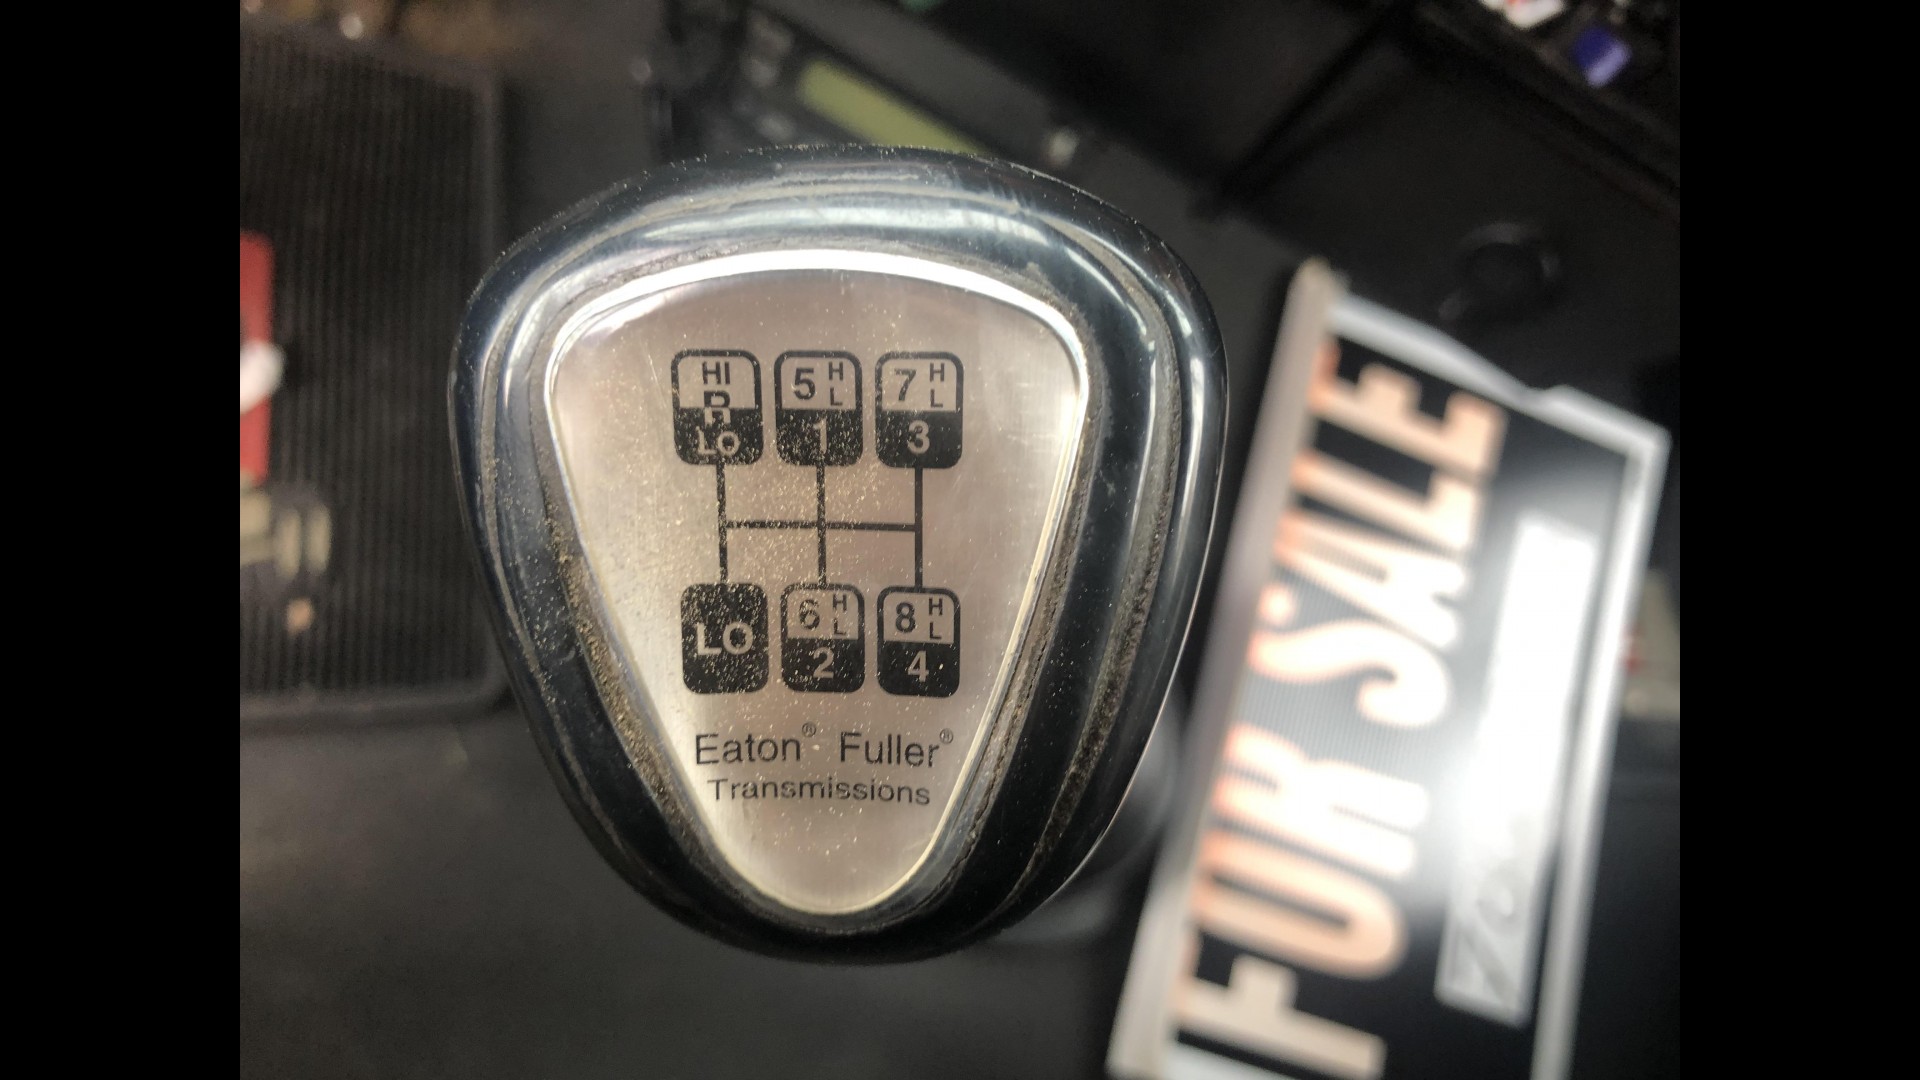 HI 5 H 7 H
R L L
LO 1 3
LO 6 H 8 H
L L
2 4
Eaton® Fuller®
Transmissions
FOR SALE